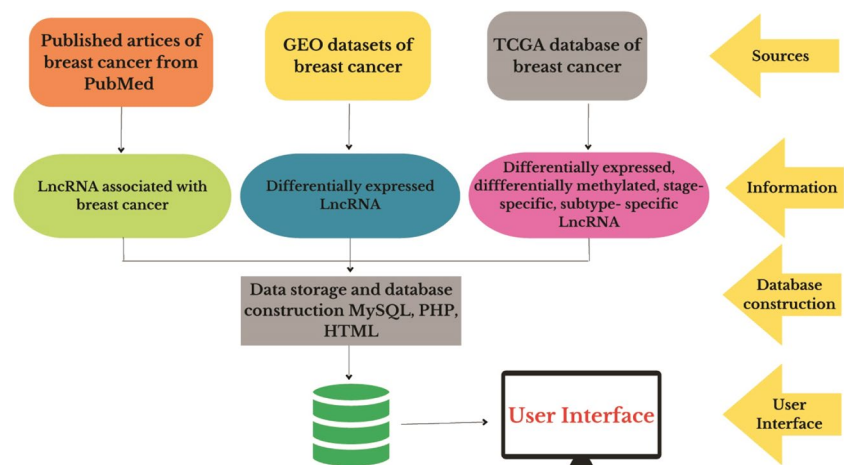 Published artices of
breast cancer from
PubMed
GEO datasets of
breast cancer
TCGA database of
breast cancer
Sources
LncRNA associated with
breast cancer
Differentially expressed
LncRNA
Differentially expressed,
diffferentially methylated, stage-
specific, subtype- specific
LncRNA
Information
Data storage and database
construction MySQL, PHP,
HTML
Database
construction
User Interface
User
Interface